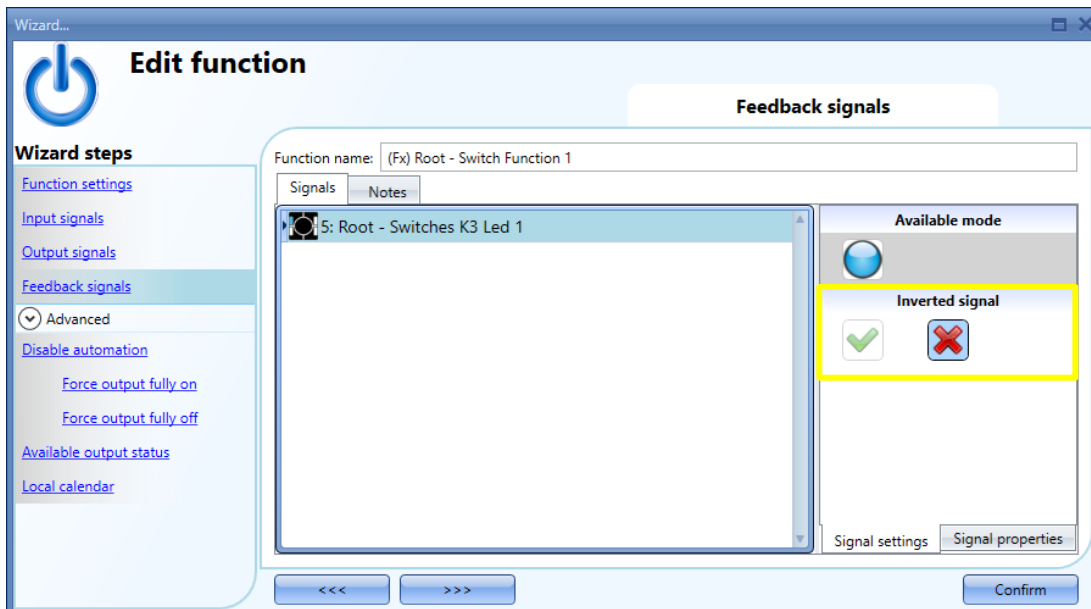 Wizard...
Edit function
Feedback signals
Wizard steps
Function settings
Input signals
Output signals
Feedback signals
Advanced
Disable automation
Force output fully on
Force output fully off
Available output status
Local calendar
Function name: (Fx) Root - Switch Function 1
Signals Notes
5: Root - Switches K3 Led 1
Available mode
Inverted signal
Signal settings Signal properties
<<< >>> Confirm